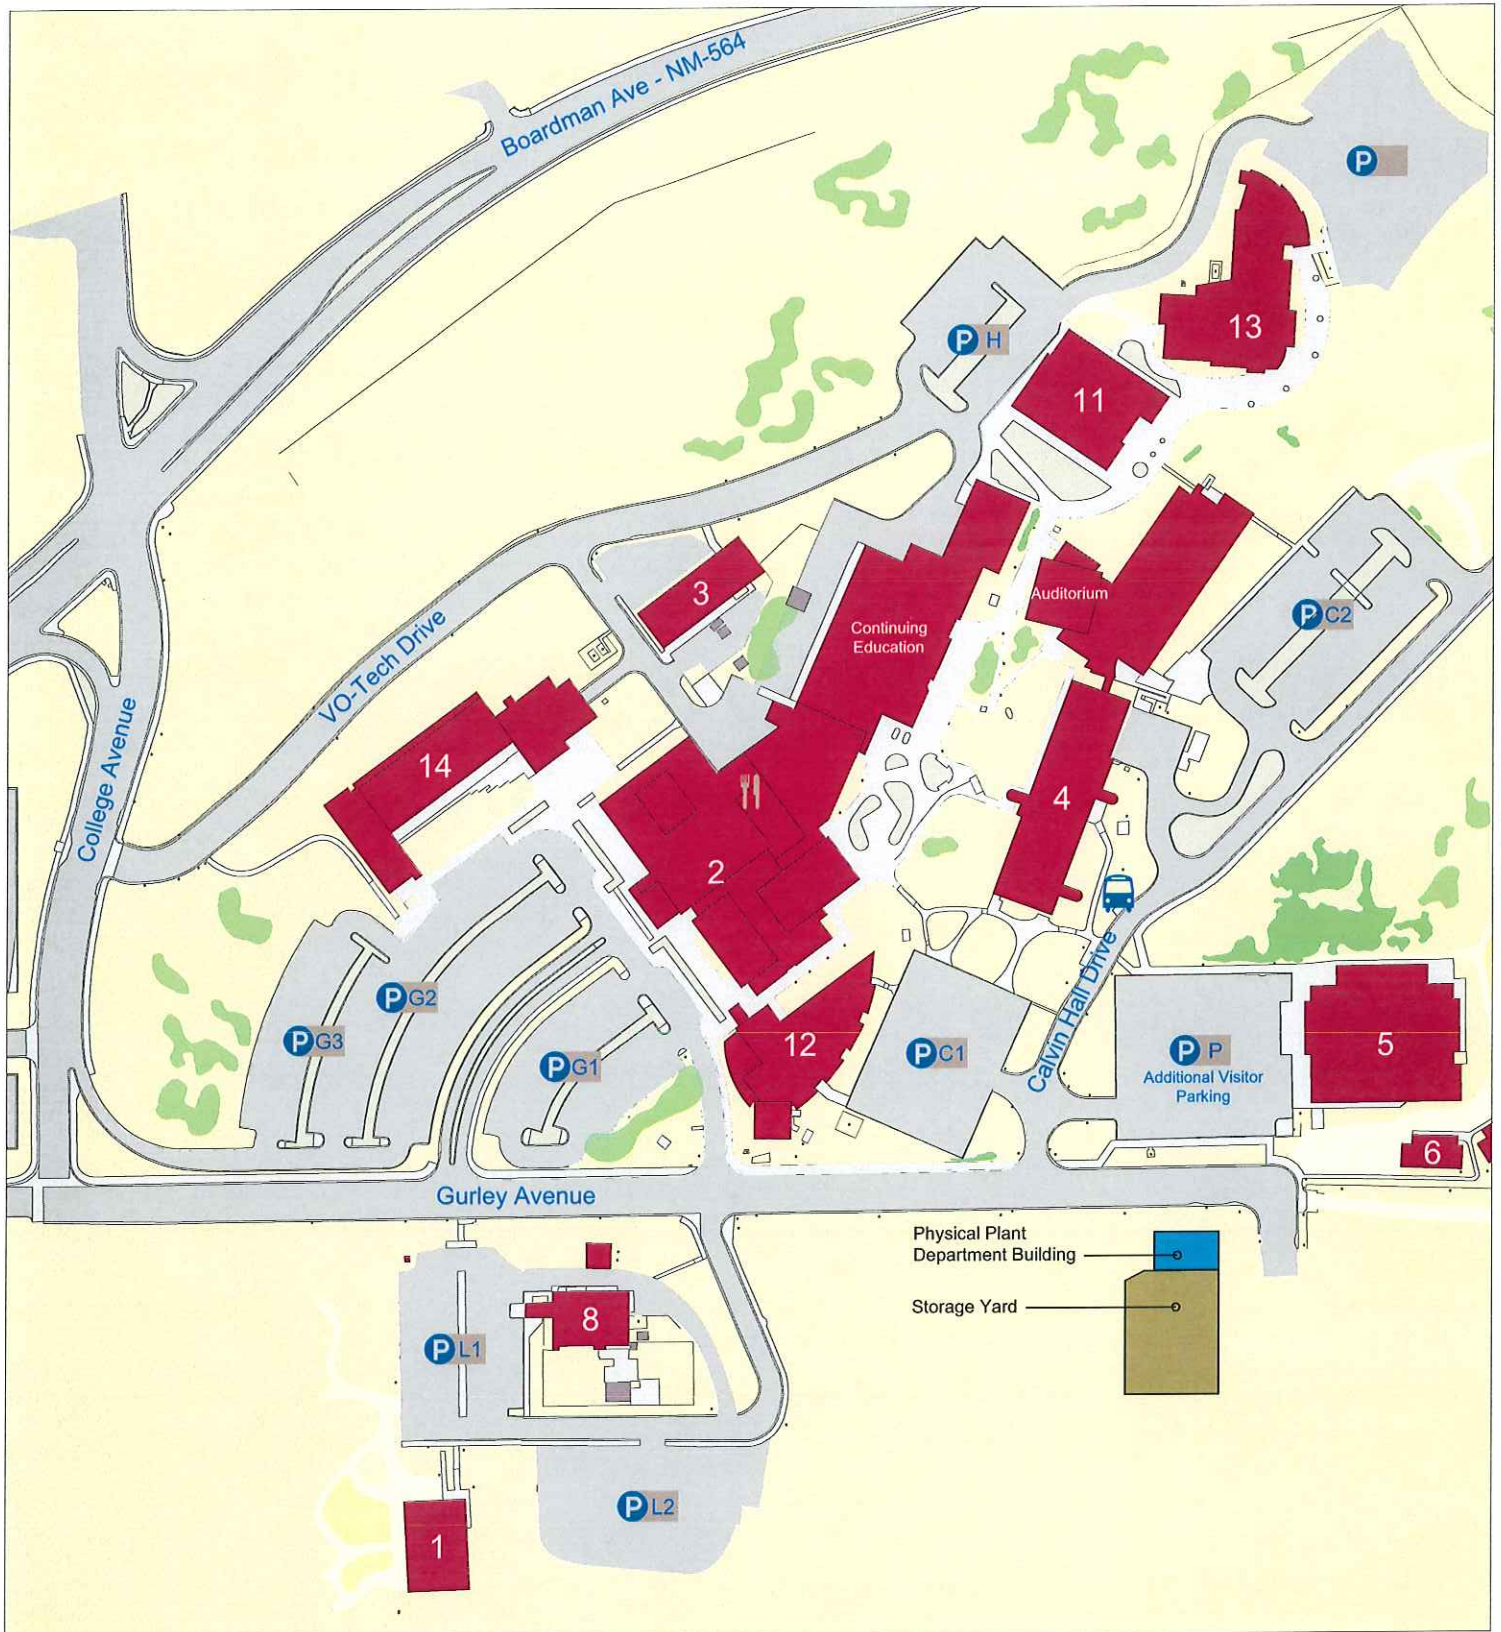 Boardman Ave - NM-564
P
13
P H
11
3
Auditorium
P C2
Continuing
Education
VO-Tech Drive
College Avenue
14
4
2
P G2
P G3
P G1
12
P C1
Calvin Hall Drive
P P
Additional Visitor
Parking
5
6
Gurley Avenue
Physical Plant
Department Building
Storage Yard
8
P L1
P L2
1